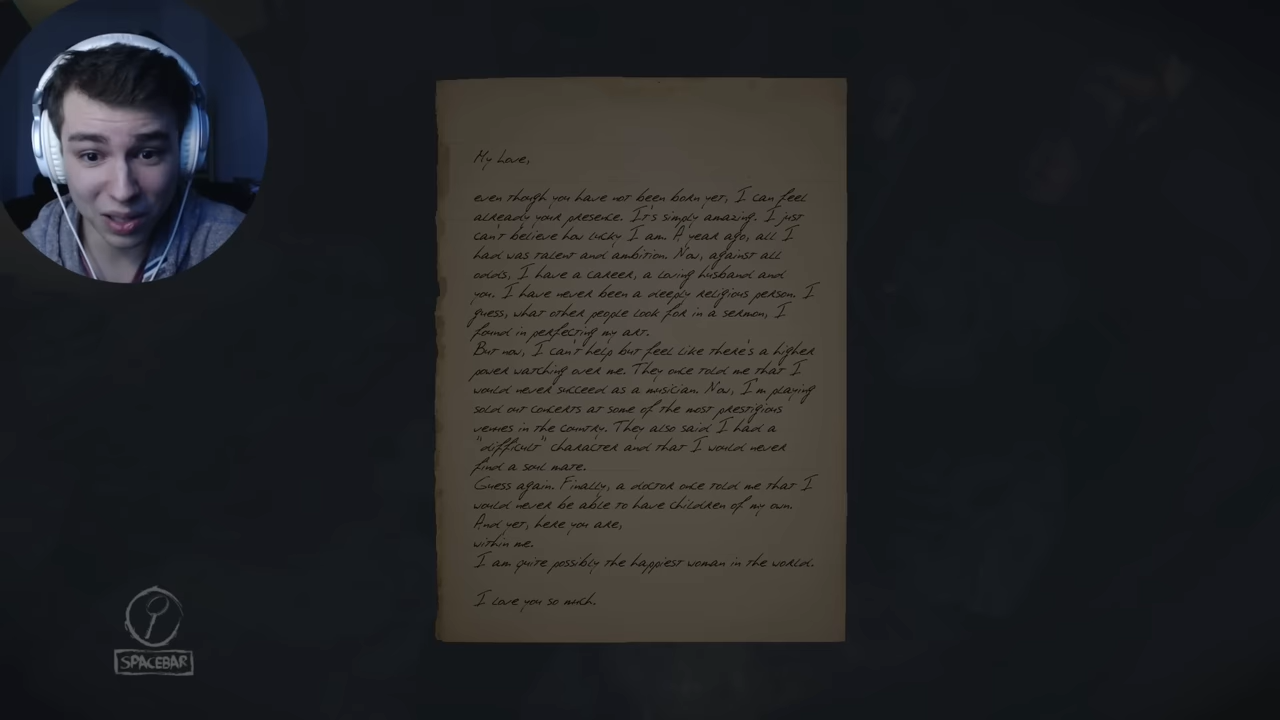 My Love,
even though you have not been born yet, I can feel
already your presence. It's simply amazing. I just
can't believe how lucky I am. A year ago, all I
had was talent and ambition. Now, against all
odds, I have a career, a loving husband and
you. I have never been a deeply religious person. I
guess, what other people look for in a sermon, I
found in perfecting my art.
But now, I can't help but feel like there's a higher
power watching over me. They once told me that I
would never succeed as a musician. Now, I'm playing
sold out concerts at some of the most prestigious
venues in the country. They also said I had a
"difficult" character and that I would never
find a soul mate.
Guess again. Finally, a doctor once told me that I
would never be able to have children of my own.
And yet, here you are,
within me.
I am quite possibly the happiest woman in the world.
I love you so much.
SPACEBAR